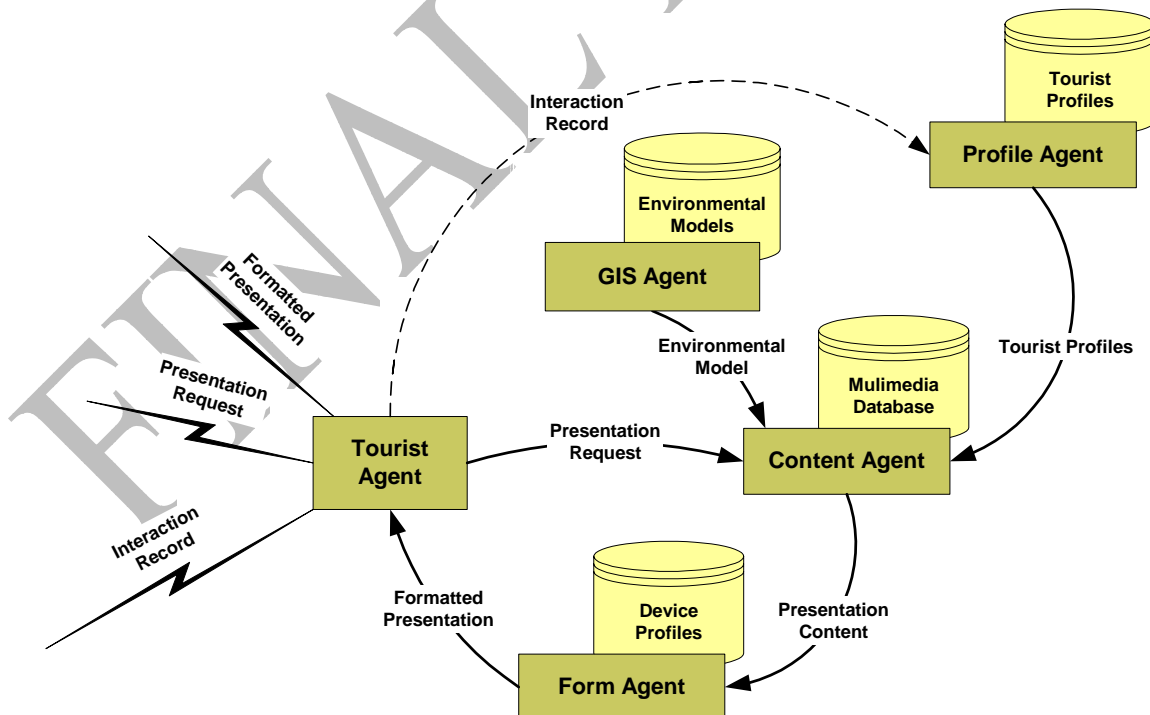 Tourist
Profiles
Profile Agent
Interaction
Record
Environmental
Models
GIS Agent
Environmental
Model
Tourist Profiles
Mulimedia
Database
Content Agent
Formatted
Presentation
Presentation
Request
Interaction
Record
Tourist
Agent
Presentation
Request
Formatted
Presentation
Device
Profiles
Form Agent
Presentation
Content
FINAL